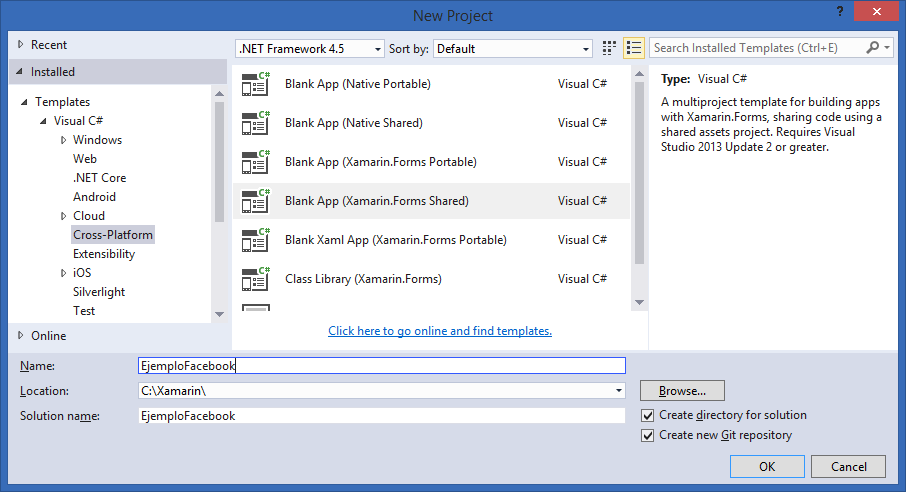 New Project
?
Recent
Installed
Templates
Visual C#
Windows
Web
.NET Core
Android
Cloud
Cross-Platform
Extensibility
iOS
Silverlight
Test
Online
.NET Framework 4.5
Sort by: Default
Search Installed Templates (Ctrl+E)
C# Blank App (Native Portable) Visual C#
C# Blank App (Native Shared) Visual C#
C# Blank App (Xamarin.Forms Portable) Visual C#
C# Blank App (Xamarin.Forms Shared) Visual C#
C# Blank Xaml App (Xamarin.Forms Portable) Visual C#
C# Class Library (Xamarin.Forms) Visual C#
Click here to go online and find templates.
Type: Visual C#
A multiproject template for building apps
with Xamarin.Forms, sharing code using a
shared assets project. Requires Visual
Studio 2013 Update 2 or greater.
Name: EjemploFacebook
Location: C:\Xamarin\
Browse...
Solution name: EjemploFacebook
Create directory for solution
Create new Git repository
OK
Cancel